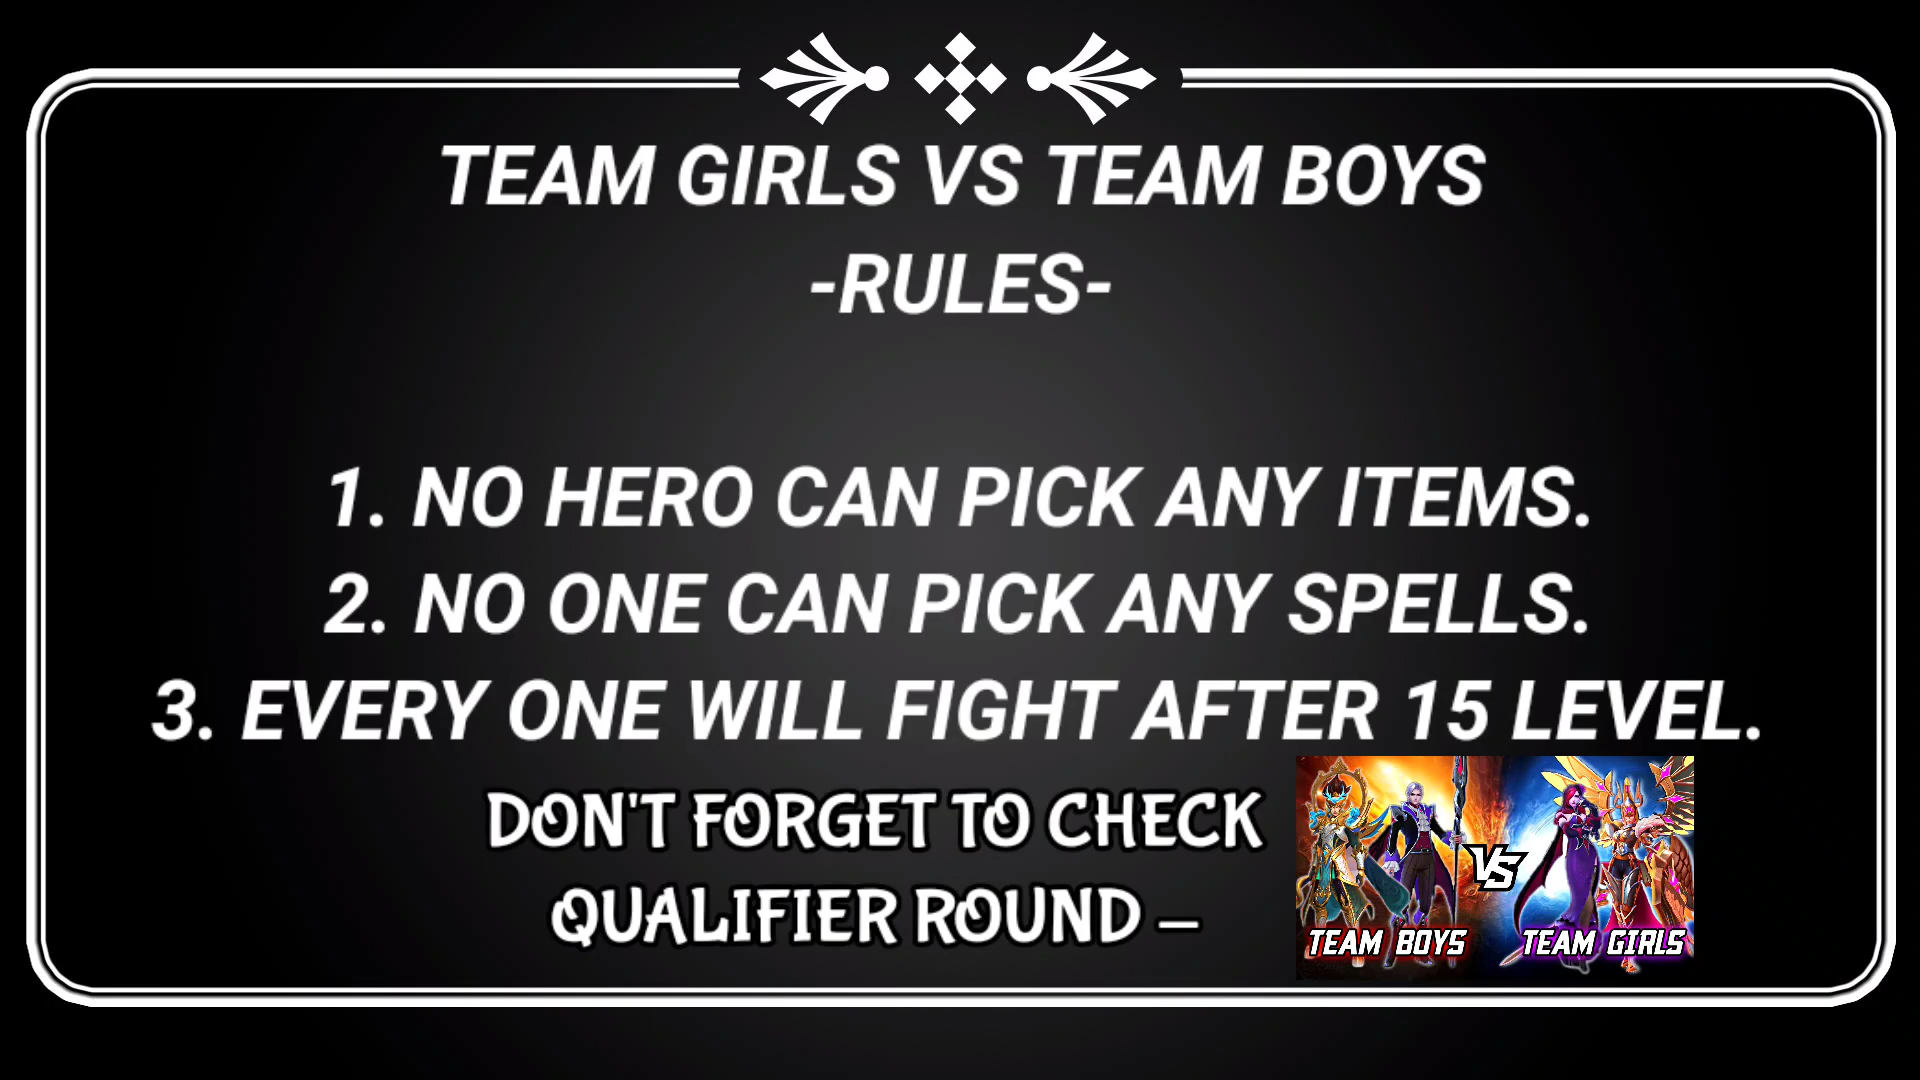 TEAM GIRLS VS TEAM BOYS
-RULES-
1. NO HERO CAN PICK ANY ITEMS.
2. NO ONE CAN PICK ANY SPELLS.
3. EVERY ONE WILL FIGHT AFTER 15 LEVEL.
DON'T FORGET TO CHECK
QUALIFIER ROUND –
VS
TEAM BOYS
TEAM GIRLS